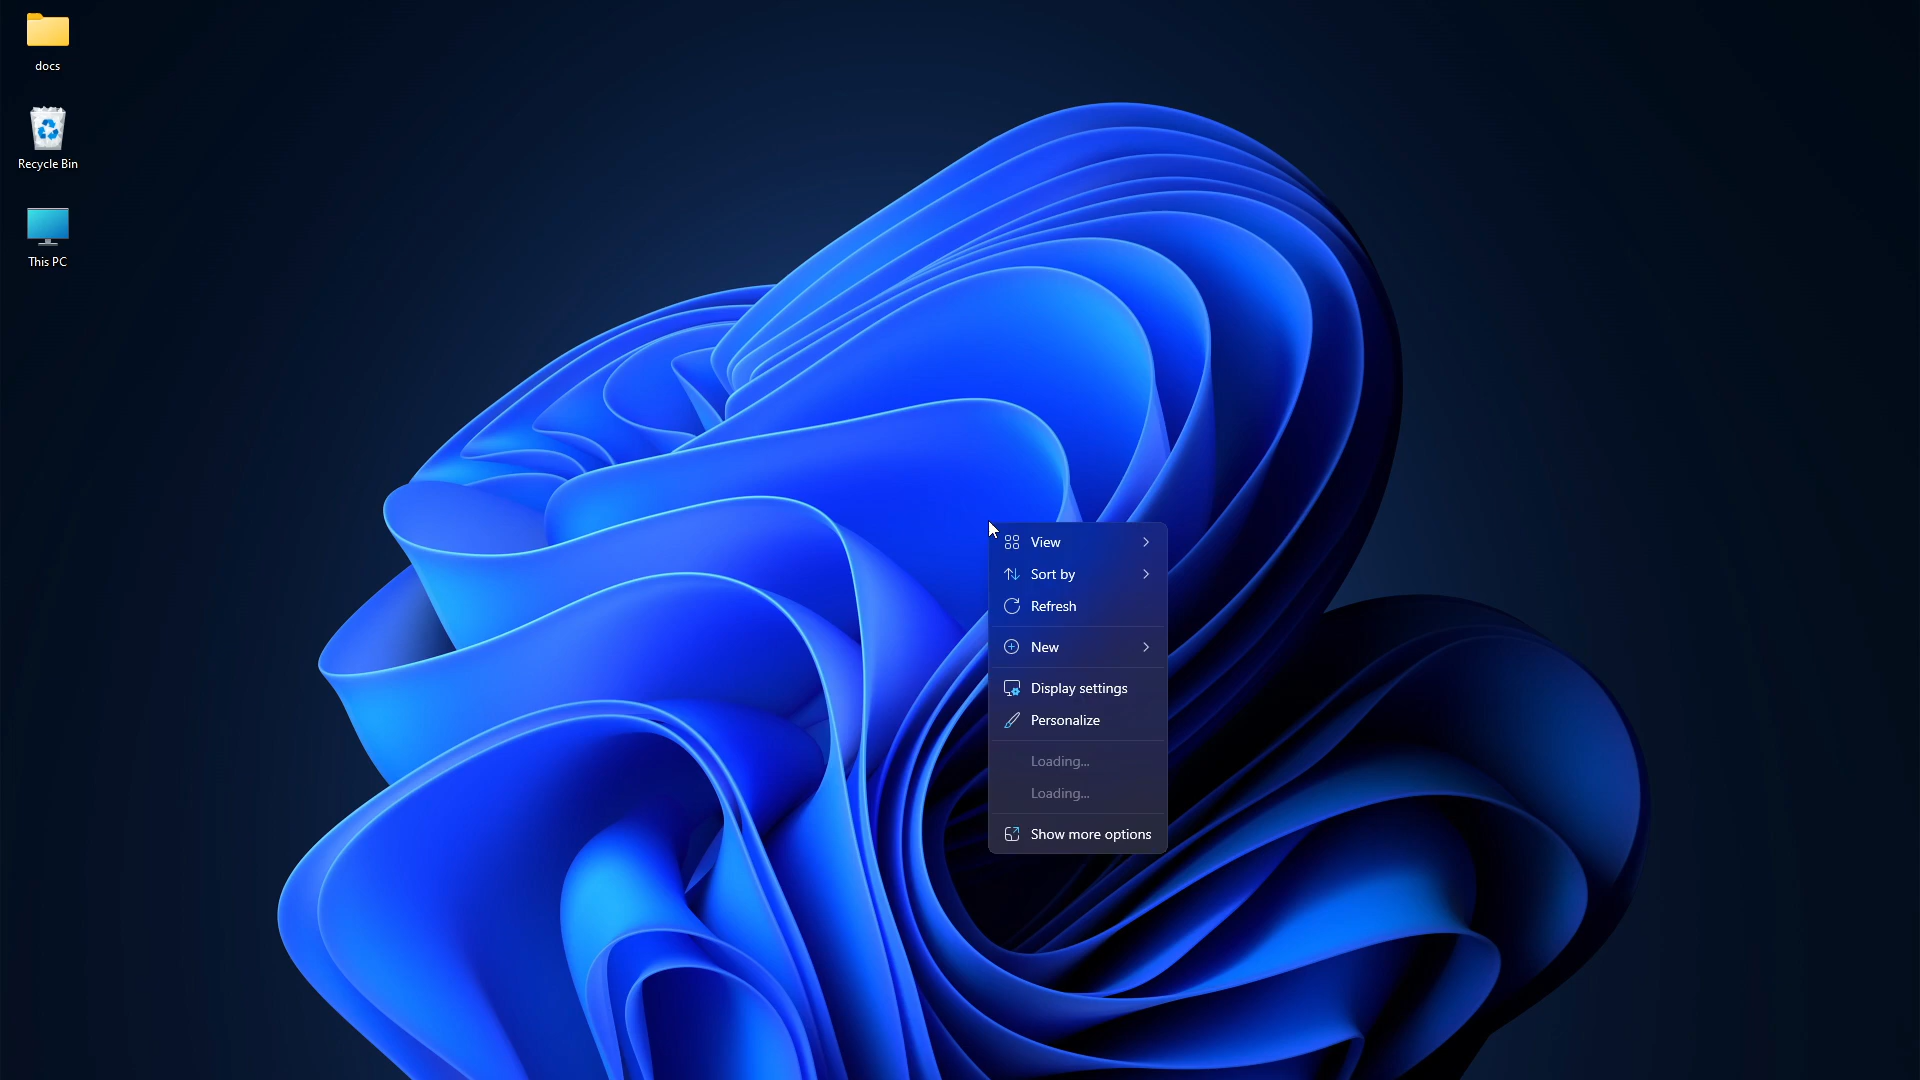 docs
Recycle Bin
This PC
View
Sort by
Refresh
New
Display settings
Personalize
Loading...
Loading...
Show more options